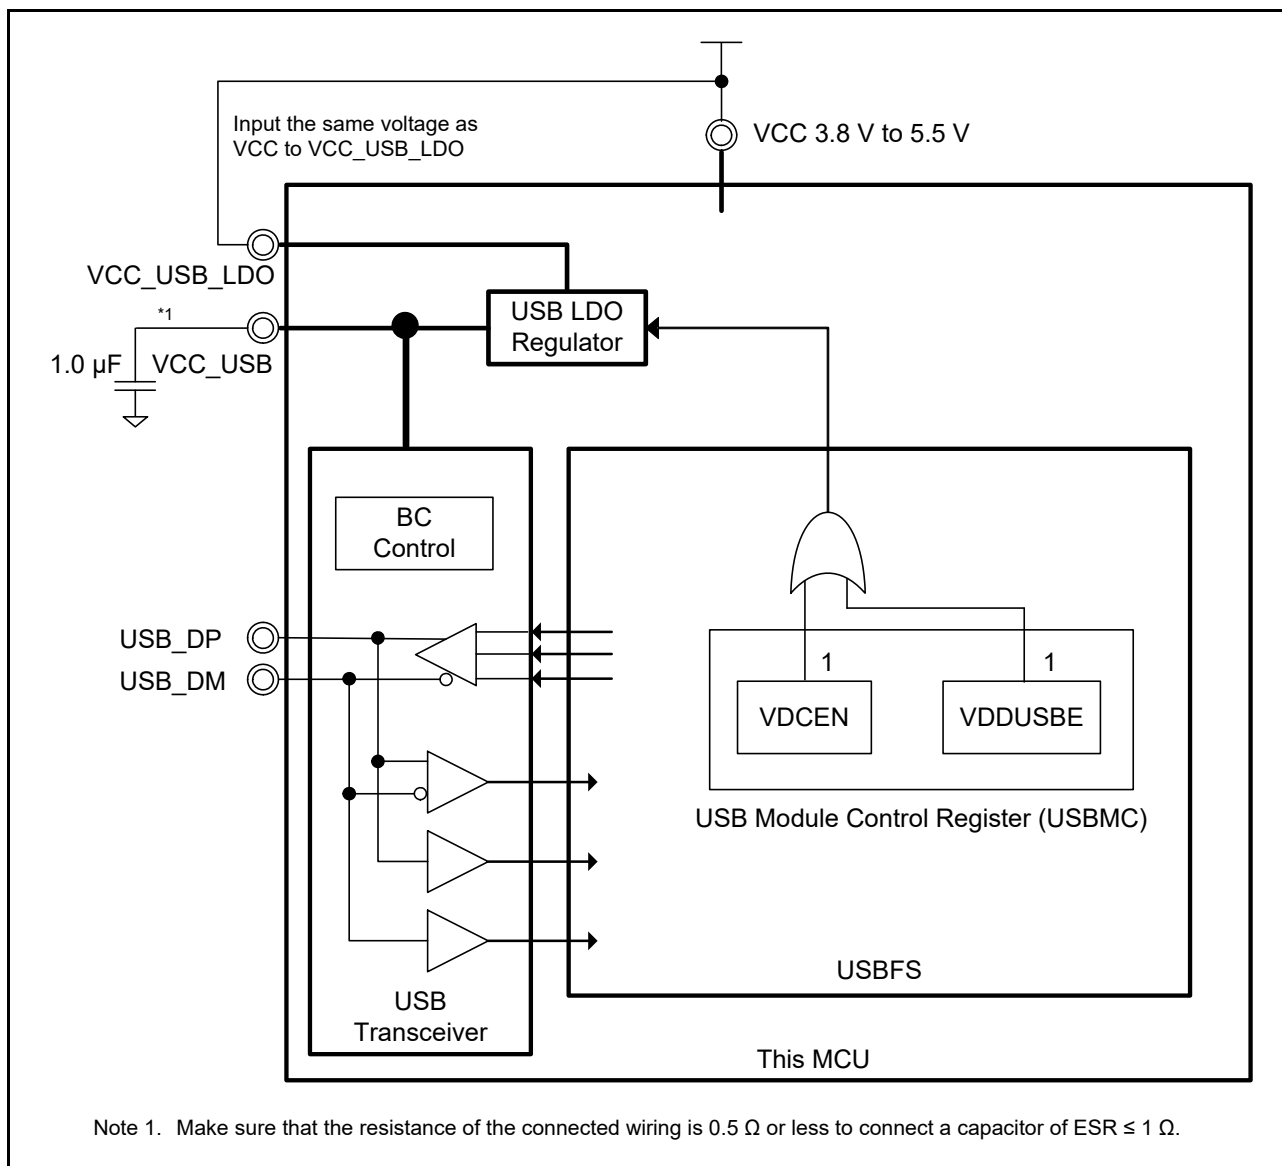 Input the same voltage as
VCC to VCC_USB_LDO
VCC 3.8 V to 5.5 V
VCC_USB_LDO
*1
1.0 µF
VCC_USB
USB LDO
Regulator
BC
Control
USB_DP
USB_DM
1
1
VDCEN
VDDUSBE
USB Module Control Register (USBMC)
USBFS
USB
Transceiver
This MCU
Note 1. Make sure that the resistance of the connected wiring is 0.5 Ω or less to connect a capacitor of ESR ≤ 1 Ω.